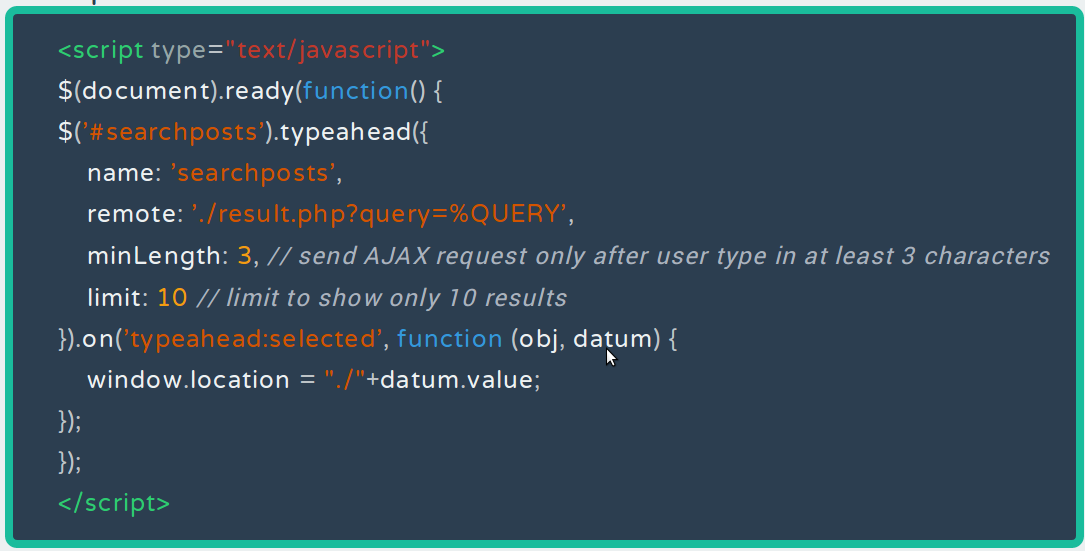 <script type="text/javascript">
$(document).ready(function() {
$('#searchposts').typeahead({
name: 'searchposts',
remote: './result.php?query=%QUERY',
minLength: 3, // send AJAX request only after user type in at least 3 characters
limit: 10 // limit to show only 10 results
}).on('typeahead:selected', function (obj, datum) {
window.location = "./"+datum.value;
});
});
</script>